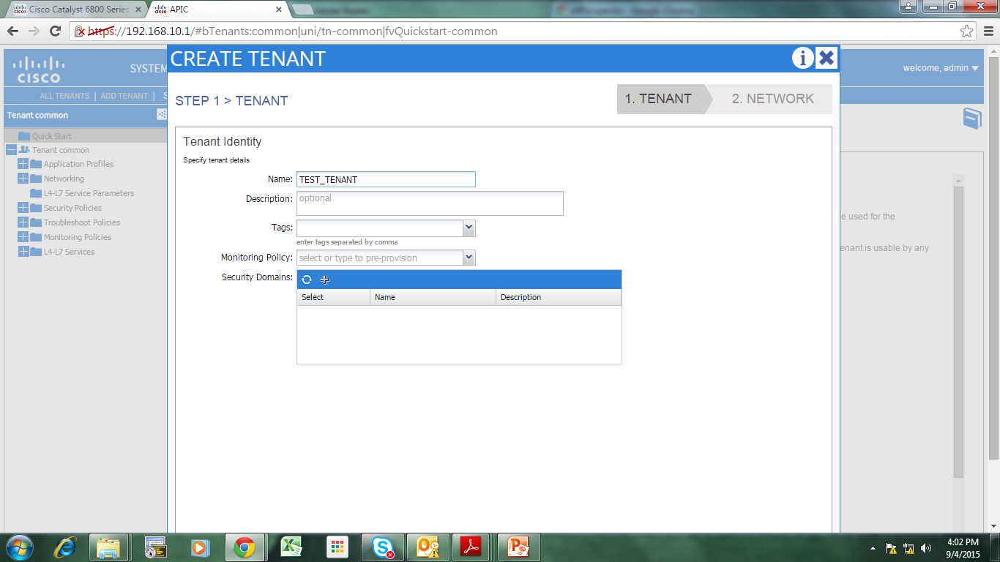 Cisco Catalyst 6800 Series
APIC
https://192.168.10.1/#bTenants:common|uni/tn-common|fvQuickstart-common
CISCO
SYSTEM
welcome, admin
ALL TENANTS | ADD TENANT |
Tenant common
Quick Start
Tenant common
Application Profiles
Networking
L4-L7 Service Parameters
Security Policies
Troubleshoot Policies
Monitoring Policies
L4-L7 Services
CREATE TENANT
STEP 1 > TENANT
1. TENANT
2. NETWORK
Tenant Identity
Specify tenant details
Name: TEST_TENANT
Description: optional
Tags:
enter tags separated by comma
Monitoring Policy: select or type to pre-provision
Security Domains:
Select Name Description
used for the
enant is usable by any
4:02 PM
9/4/2015